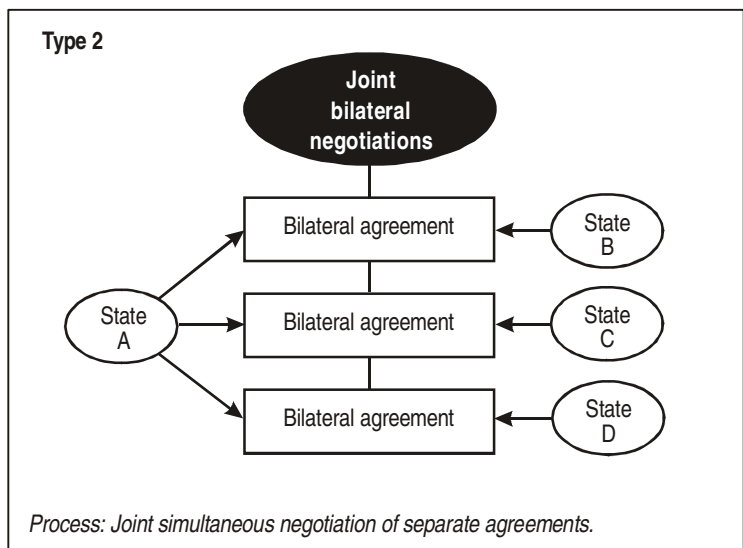 Type 2
Joint
bilateral
negotiations
Bilateral agreement
State
B
State
A
Bilateral agreement
State
C
Bilateral agreement
State
D
Process: Joint simultaneous negotiation of separate agreements.